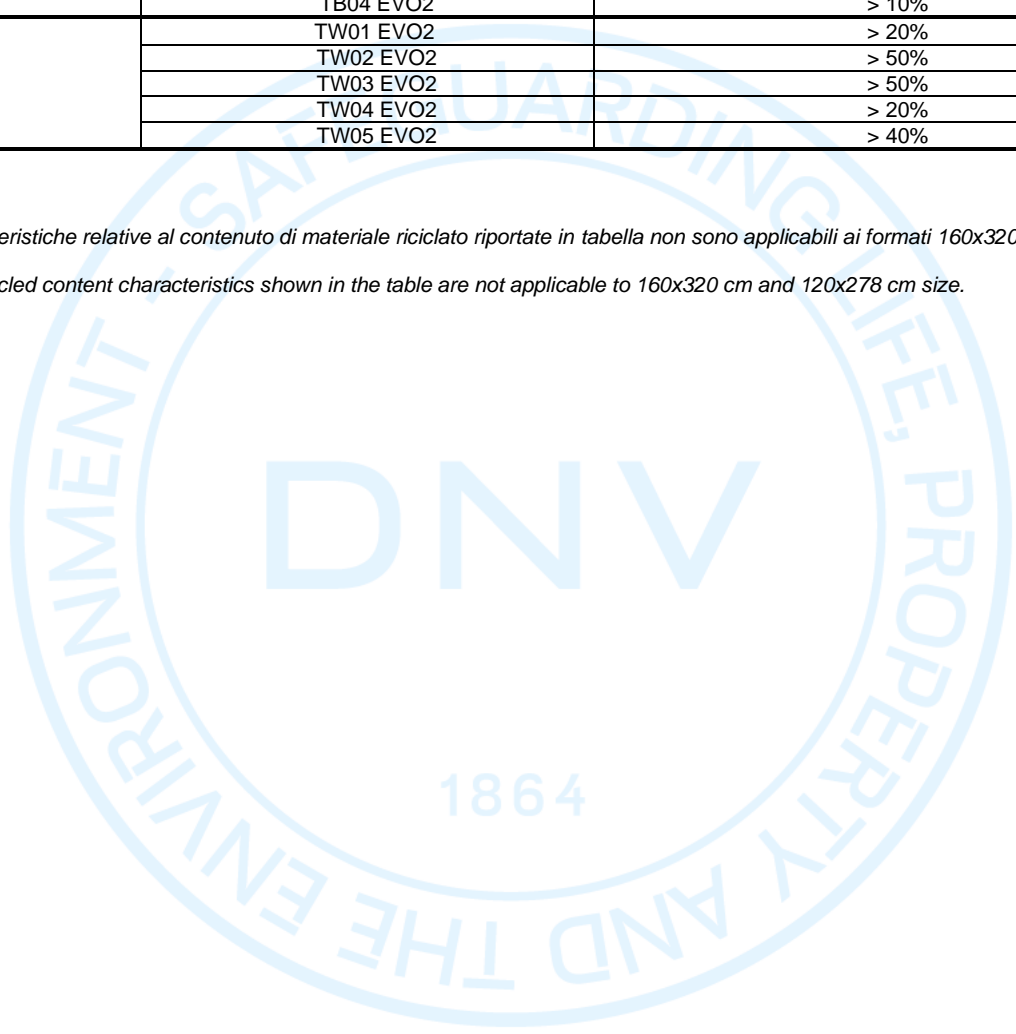 TB04 EVO2 > 10%
TW01 EVO2 > 20%
TW02 EVO2 > 50%
TW03 EVO2 > 50%
TW04 EVO2 > 20%
TW05 EVO2 > 40%
eristiche relative al contenuto di materiale riciclato riportate in tabella non sono applicabili ai formati 160x320
cled content characteristics shown in the table are not applicable to 160x320 cm and 120x278 cm size.
SAFEGUARDING LIFE, PROPERTY AND THE ENVIRONMENT -
DNV
1864